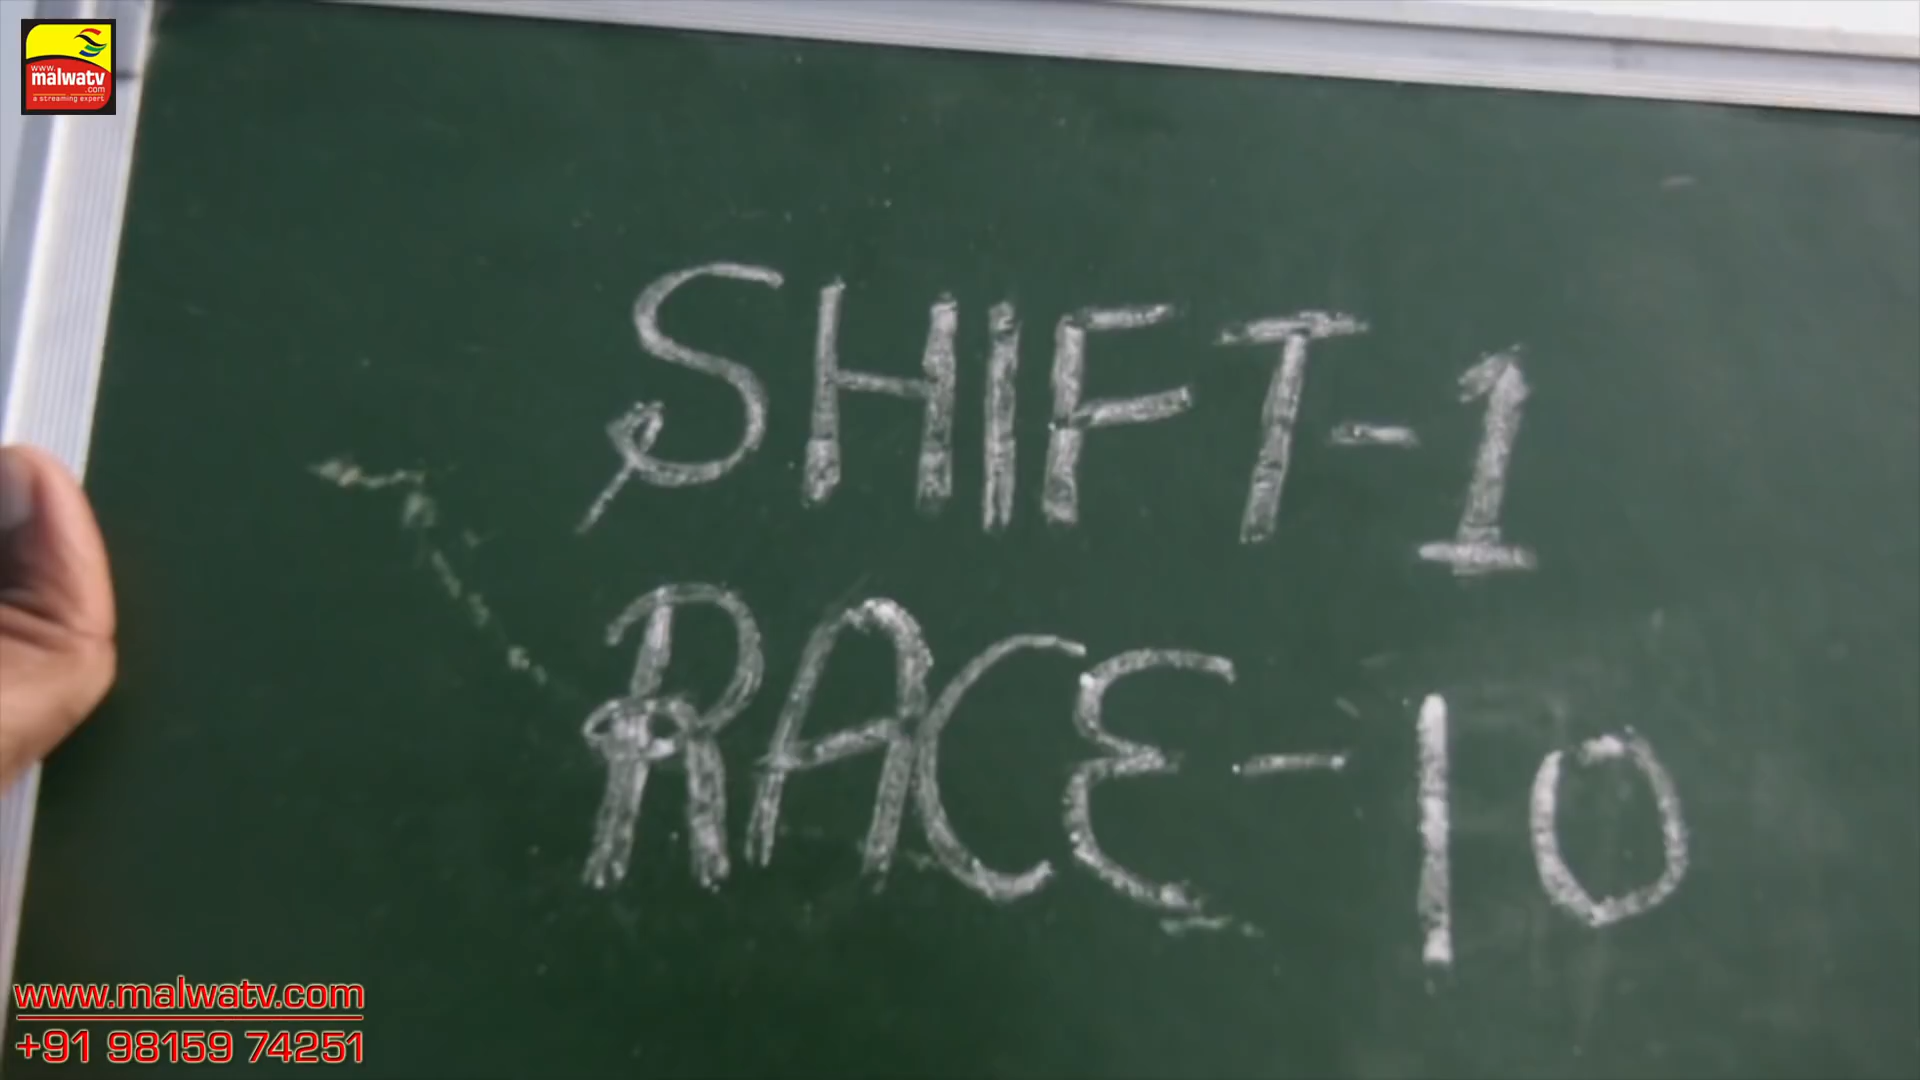 www.
malwatv
.com
a streaming expert
SHIFT-1
RACE-10
www.malwatv.com
+91 98159 74251